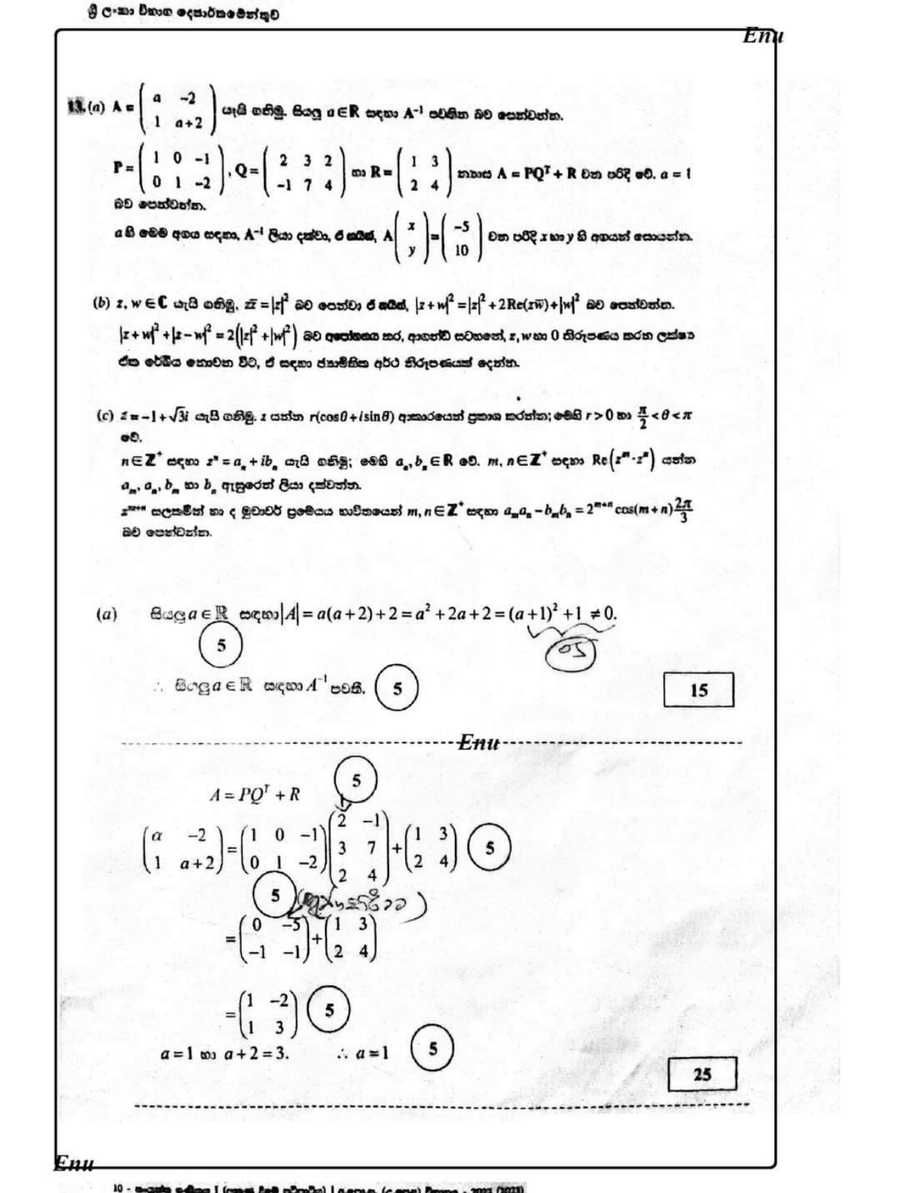 ශ්‍රී ලංකා විභාග දෙපාර්තමේන්තුව
Enu
13.(a) A = ( a -2 ; 1 a+2 ) යැයි ගනිමු. සියලු a∈R සඳහා A⁻¹ පවතින බව පෙන්වන්න.
P = ( 1 0 -1 ; 0 1 -2 ), Q = ( 2 3 2 ; -1 7 4 ) හා R = ( 1 3 ; 2 4 ) න්‍යාස A = PQᵀ + R වන පරිදි වේ. a = 1
බව පෙන්වන්න.
a හි මෙම අගය සඳහා, A⁻¹ ලියා දක්වා, ඒ නයින්, A ( x ; y ) = ( -5 ; 10 ) වන පරිදි x හා y හි අගයන් සොයන්න.
(b) z, w ∈ C යැයි ගනිමු. zz̄ = |z|² බව පෙන්වා ඒ නයින්, |z + w|² = |z|² + 2Re(zw̄) + |w|² බව පෙන්වන්න.
|z + w|² + |z − w|² = 2(|z|² + |w|²) බව අපෝහනය කර, ආගන්ඩ් සටහනේ, z, w හා 0 නිරූපණය කරන ලක්ෂ්‍ය
ඒක රේඛීය නොවන විට, ඒ සඳහා ජ්‍යාමිතික අර්ථ නිරූපණයක් දෙන්න.
(c) z = −1 + √3i යැයි ගනිමු. z යන්න r(cosθ + i sinθ) ආකාරයෙන් ප්‍රකාශ කරන්න; මෙහි r > 0 හා π/2 < θ < π
වේ.
n ∈ Z⁺ සඳහා zⁿ = aₙ + ibₙ යැයි ගනිමු; මෙහි aₙ, bₙ ∈ R වේ. m, n ∈ Z⁺ සඳහා Re(zᵐ · zⁿ) යන්න
aₘ, aₙ, bₘ හා bₙ ඇසුරෙන් ලියා දක්වන්න.
zᵐ⁺ⁿ සලකමින් හා ද මුවාවර් ප්‍රමේයය භාවිතයෙන් m, n ∈ Z⁺ සඳහා aₘaₙ − bₘbₙ = 2ᵐ⁺ⁿ cos(m + n) 2π/3
බව පෙන්වන්න.
(a) සියලු a ∈ ℝ සඳහා |A| = a(a + 2) + 2 = a² + 2a + 2 = (a + 1)² + 1 ≠ 0.
5
05
∴ සියලු a ∈ ℝ සඳහා A⁻¹ පවතී. 5
15
Enu
A = PQᵀ + R 5
( a -2 ; 1 a+2 ) = ( 1 0 -1 ; 0 1 -2 ) ( 2 -1 ; 3 7 ; 2 4 ) + ( 1 3 ; 2 4 ) 5
5
= ( 0 -5 ; -1 -1 ) + ( 1 3 ; 2 4 )
= ( 1 -2 ; 1 3 ) 5
a = 1 හා a + 2 = 3. ∴ a = 1 5
25
Enu